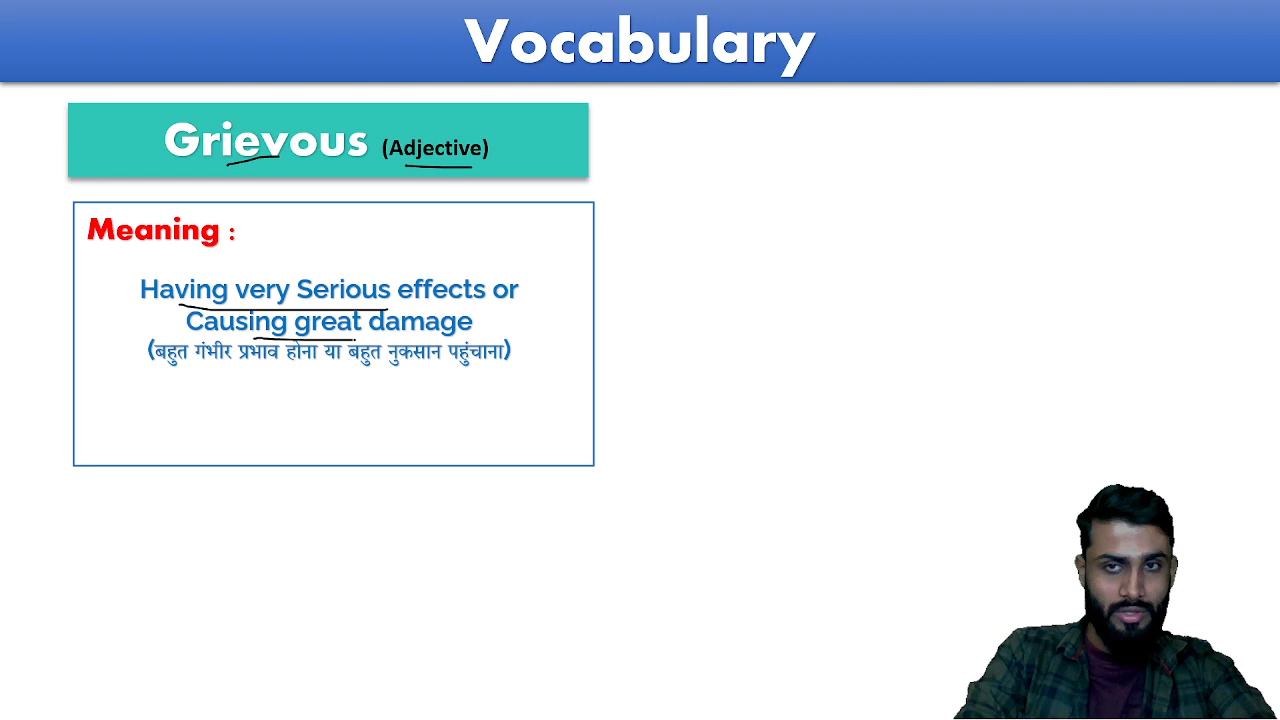 Vocabulary
Grievous (Adjective)
Meaning :
Having very Serious effects or
Causing great damage
(बहुत गंभीर प्रभाव होना या बहुत नुकसान पहुंचाना)